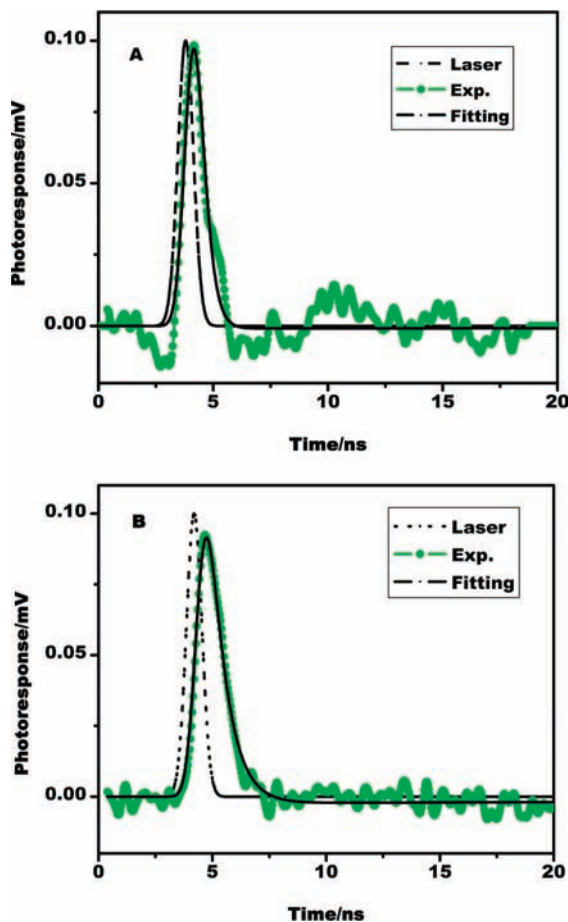 0.10
A
Laser
Exp.
Fitting
0.05
0.00
Photoresponse/mV
0
5
10
15
20
Time/ns
0.10
B
Laser
Exp.
Fitting
0.05
0.00
Photoresponse/mV
0
5
10
15
20
Time/ns